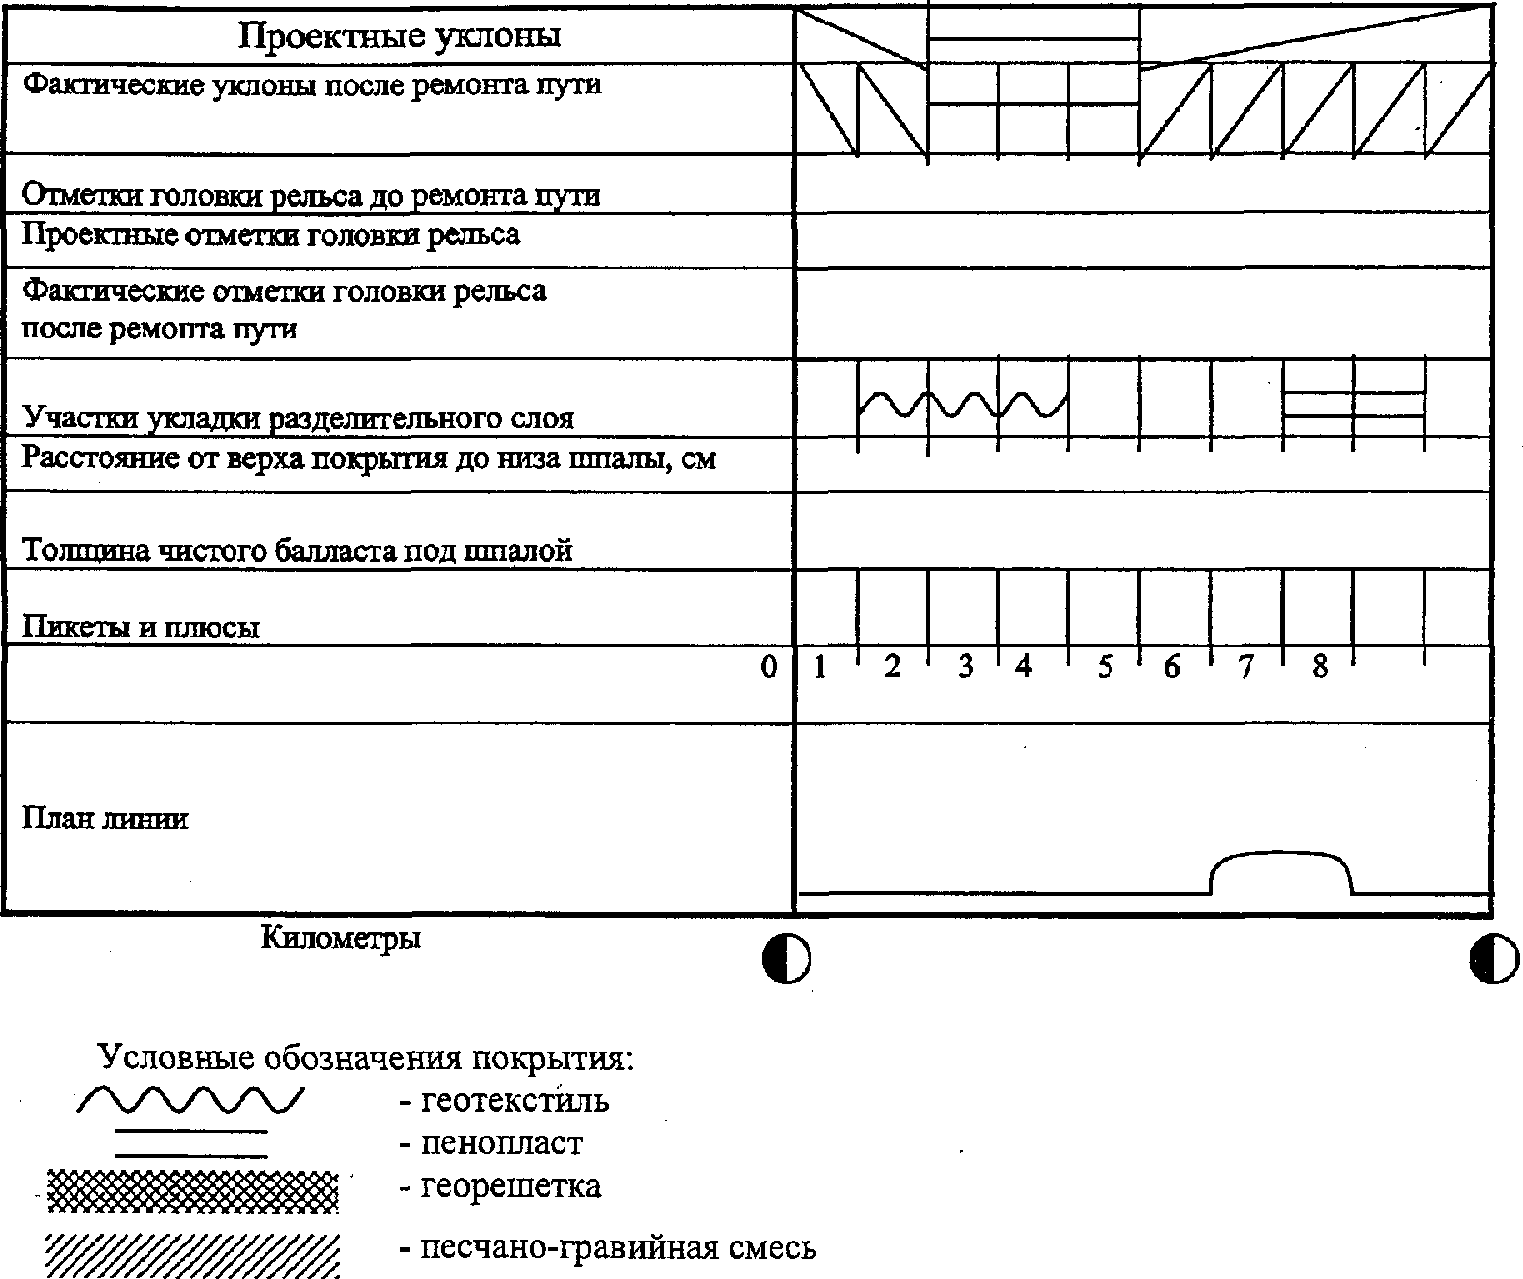 Проектные уклоны
Фактические уклоны после ремонта пути
Отметки головки рельса до ремонта пути
Проектные отметки головки рельса
Фактические отметки головки рельса
после ремопта пути
Участки укладки разделительного слоя
Расстояние от верха покрытия до низа шпалы, см
Толщина чистого балласта под шпалой
Пикеты и плюсы
0 1 2 3 4 5 6 7 8
План линии
Километры
Условные обозначения покрытия:
- геотекстиль
- пенопласт
- георешетка
- песчано-гравийная смесь